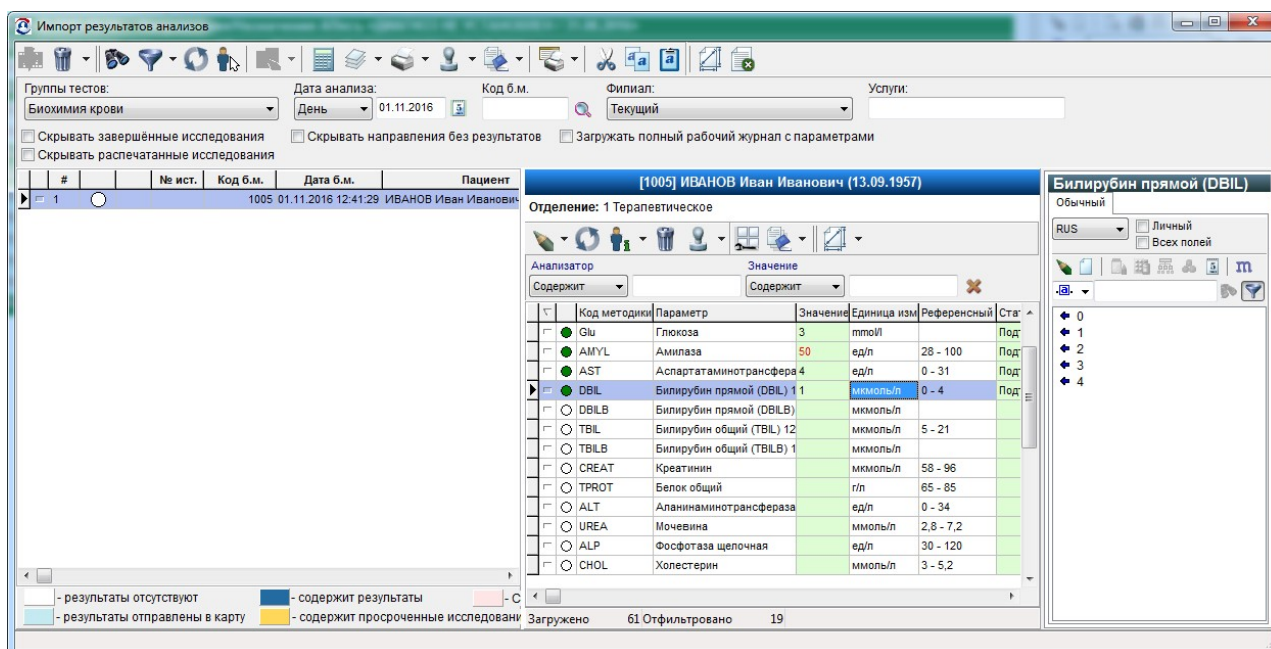 Импорт результатов анализов
Группы тестов: Дата анализа: Код б.м. Филиал: Услуги:
Биохимия крови День 01.11.2016 Текущий
Скрывать завершённые исследования Скрывать направления без результатов Загружать полный рабочий журнал с параметрами
Скрывать распечатанные исследования
# № ист. Код б.м. Дата б.м. Пациент
1 1005 01.11.2016 12:41:29 ИВАНОВ Иван Иванович
- результаты отсутствуют - содержит результаты - С
- результаты отправлены в карту - содержит просроченные исследовани
[1005] ИВАНОВ Иван Иванович (13.09.1957)
Отделение: 1 Терапевтическое
Анализатор Значение
Содержит Содержит
Код методики Параметр Значение Единица изм Референсный Стат
Glu Глюкоза 3 mmol/l Подт
AMYL Амилаза 50 ед/л 28 - 100 Подт
AST Аспартатаминотрансфера 4 ед/л 0 - 31 Подт
DBIL Билирубин прямой (DBIL) 1 1 мкмоль/л 0 - 4 Подт
DBILB Билирубин прямой (DBILB) мкмоль/л
TBIL Билирубин общий (TBIL) 12 мкмоль/л 5 - 21
TBILB Билирубин общий (TBILB) 1 мкмоль/л
CREAT Креатинин мкмоль/л 58 - 96
TPROT Белок общий г/л 65 - 85
ALT Аланинаминотрансфераза ед/л 0 - 34
UREA Мочевина ммоль/л 2,8 - 7,2
ALP Фосфотаза щелочная ед/л 30 - 120
CHOL Холестерин ммоль/л 3 - 5,2
Загружено 61 Отфильтровано 19
Билирубин прямой (DBIL)
Обычный
RUS Личный
Всех полей
m
.a.
0
1
2
3
4